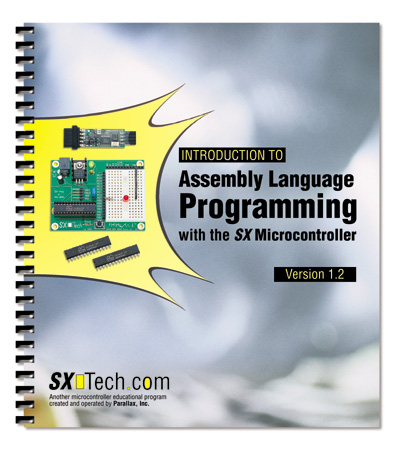 INTRODUCTION TO
Assembly Language
Programming
with the SX Microcontroller
Version 1.2
SX Tech.com
Another microcontroller educational program
created and operated by Parallax, Inc.